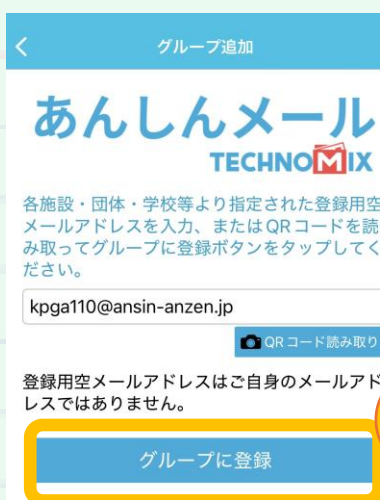 グループ追加
あんしんメール
TECHNOMIX
各施設・団体・学校等より指定された登録用空
メールアドレスを入力、またはQRコードを読
み取ってグループに登録ボタンをタップしてく
ださい。
kpga110@ansin-anzen.jp
QRコード読み取り
登録用空メールアドレスはご自身のメールアド
レスではありません。
グループに登録